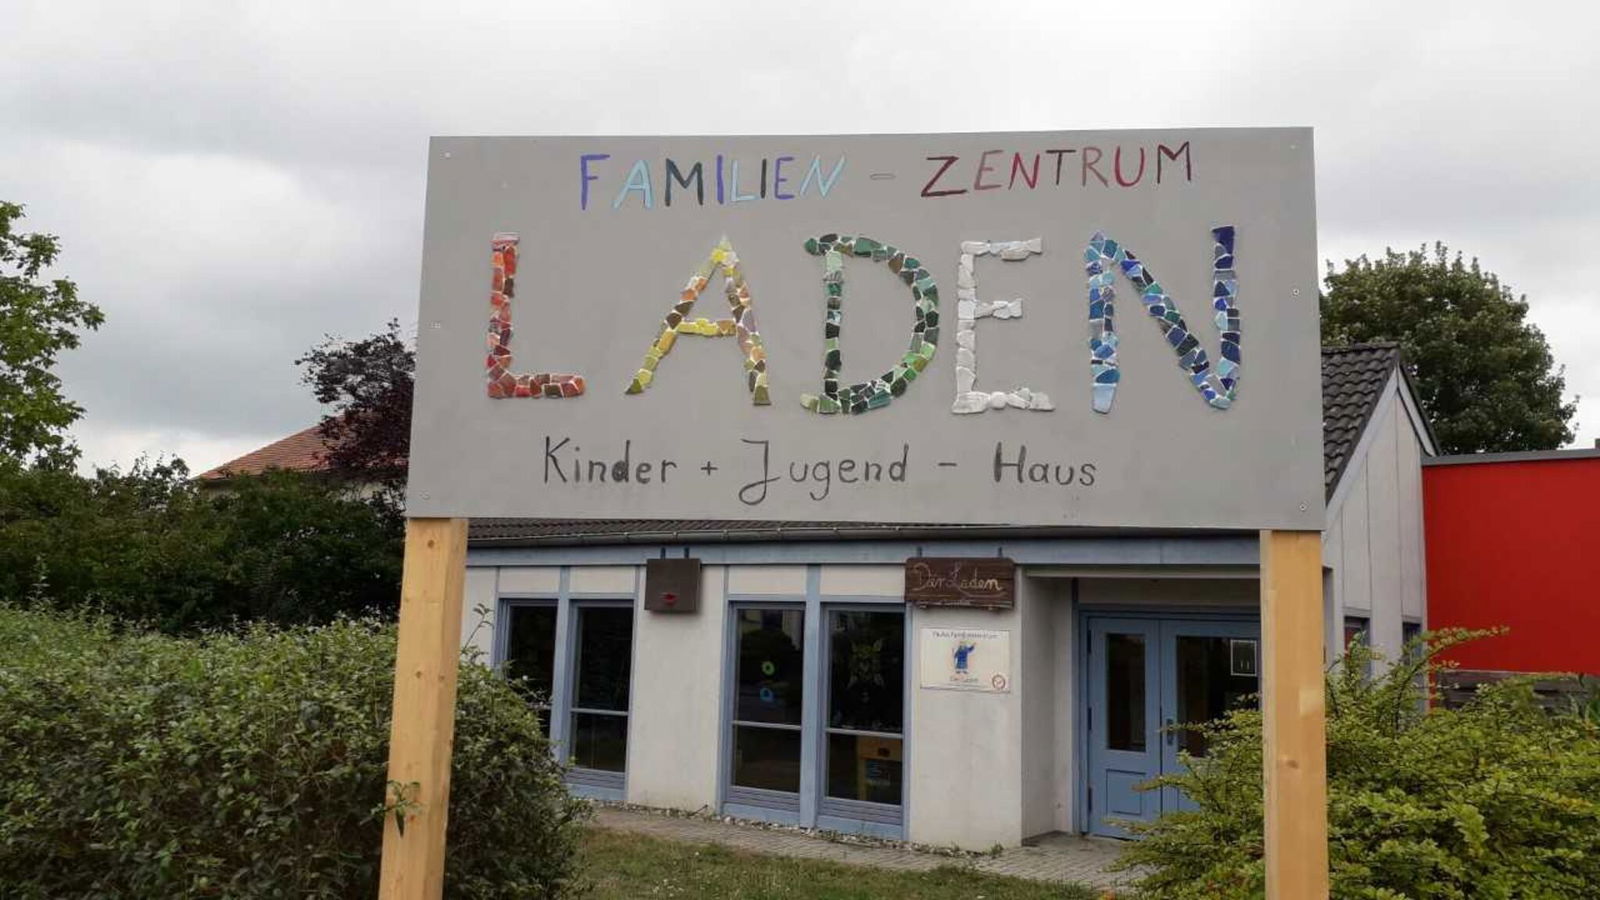 FAMILIEN - ZENTRUM
LADEN
Kinder + Jugend - Haus
Der Laden